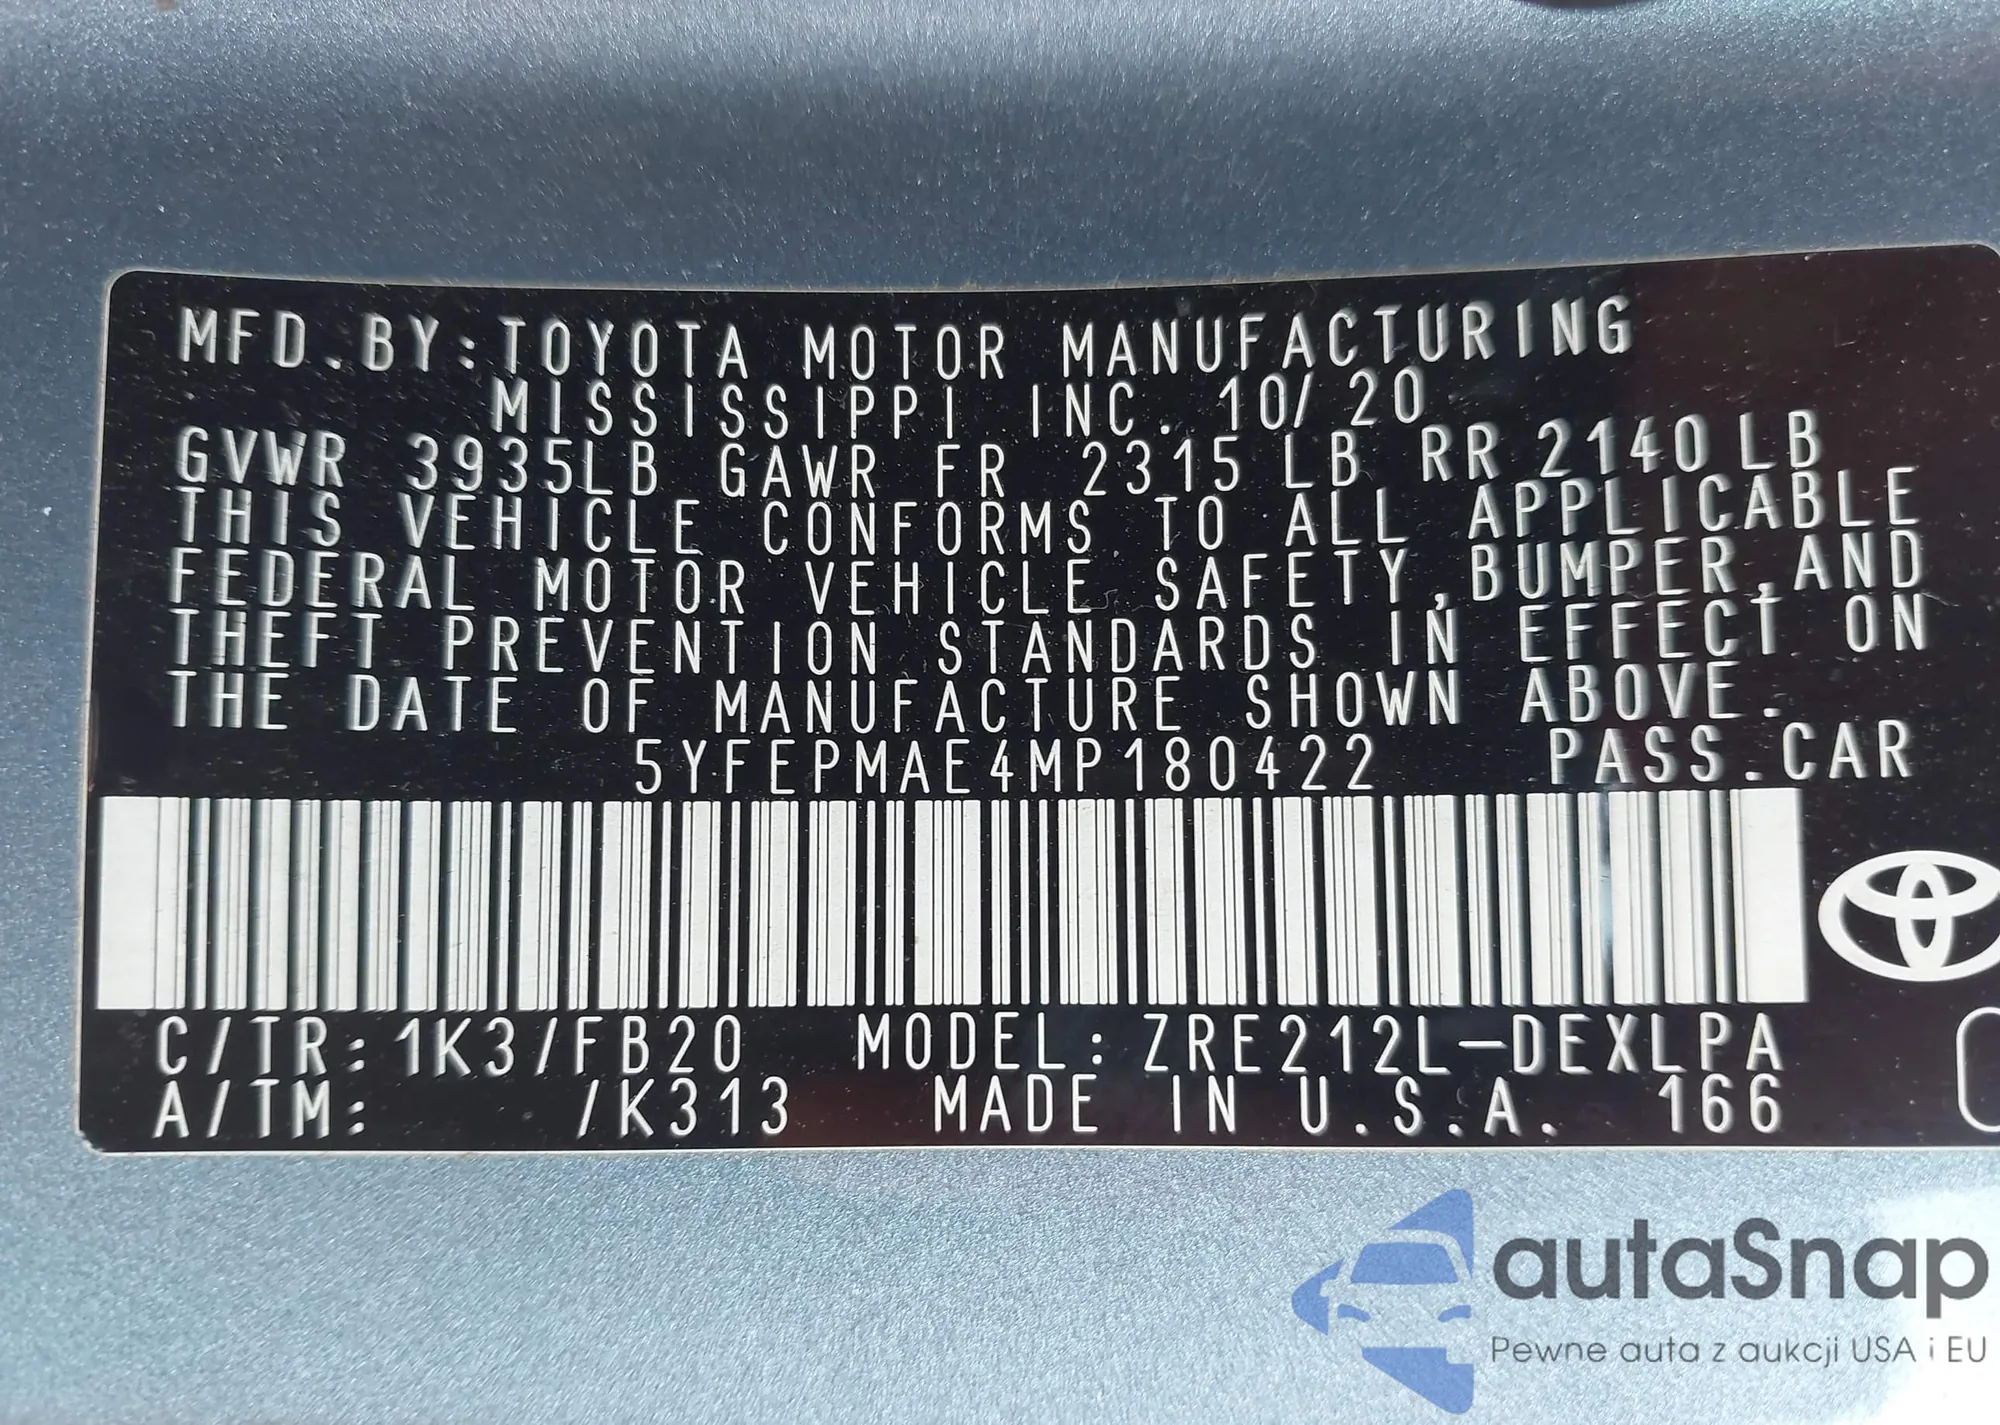 MFD.BY:TOYOTA MOTOR MANUFACTURING
MISSISSIPPI INC. 10/20
GVWR 3935LB GAWR FR 2315 LB RR 2140 LB
THIS VEHICLE CONFORMS TO ALL APPLICABLE
FEDERAL MOTOR VEHICLE SAFETY,BUMPER,AND
THEFT PREVENTION STANDARDS IN EFFECT ON
THE DATE OF MANUFACTURE SHOWN ABOVE.
5YFEPMAE4MP180422 PASS.CAR
C/TR:1K3/FB20 MODEL:ZRE212L-DEXLPA
A/TM: /K313 MADE IN U.S.A. 166
autaSnap
Pewne auta z aukcji USA i EU